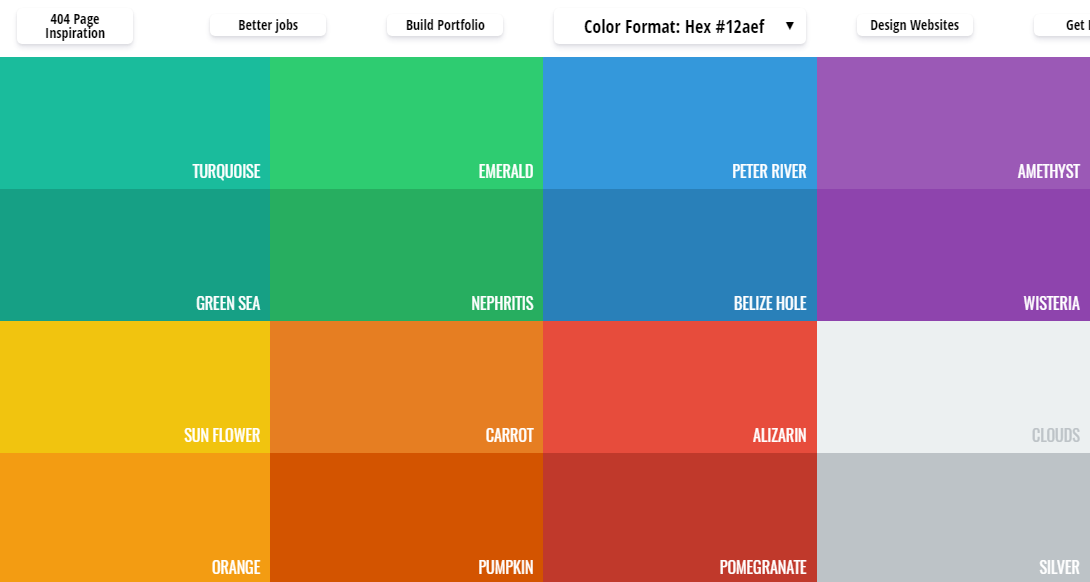 404 Page
Inspiration
Better jobs
Build Portfolio
Color Format: Hex #12aef
Design Websites
Get
TURQUOISE
EMERALD
PETER RIVER
AMETHYST
GREEN SEA
NEPHRITIS
BELIZE HOLE
WISTERIA
SUN FLOWER
CARROT
ALIZARIN
CLOUDS
ORANGE
PUMPKIN
POMEGRANATE
SILVER